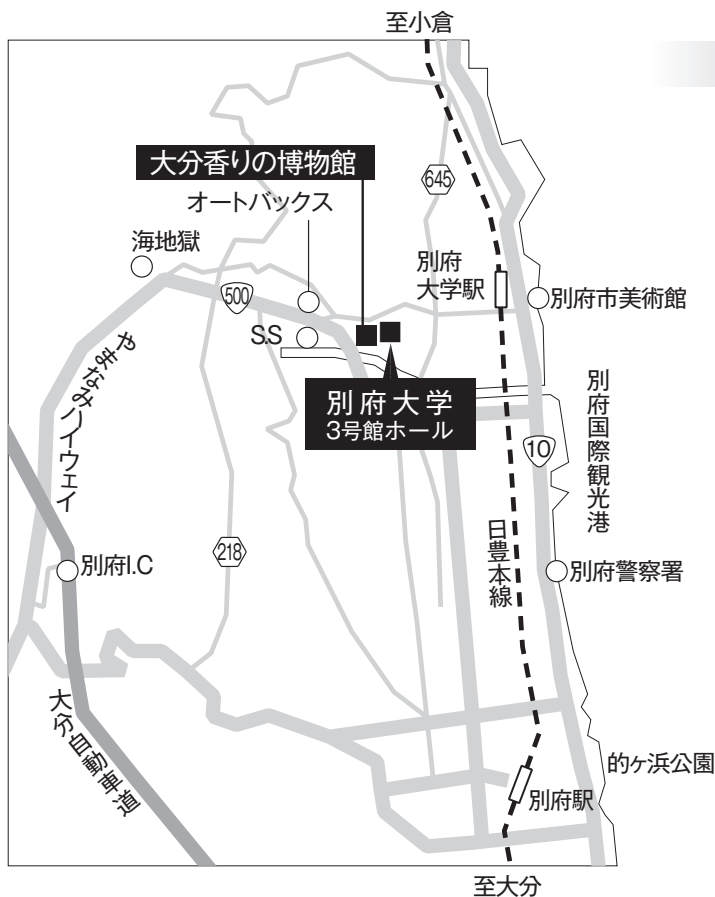 至小倉
大分香りの博物館
645
オートバックス
海地獄
別府
大学駅
500
別府市美術館
S.S
やまなみハイウェイ
別府大学
3号館ホール
別府国際観光港
10
日豊本線
218
別府I.C
別府警察署
大分自動車道
的ヶ浜公園
別府駅
至大分